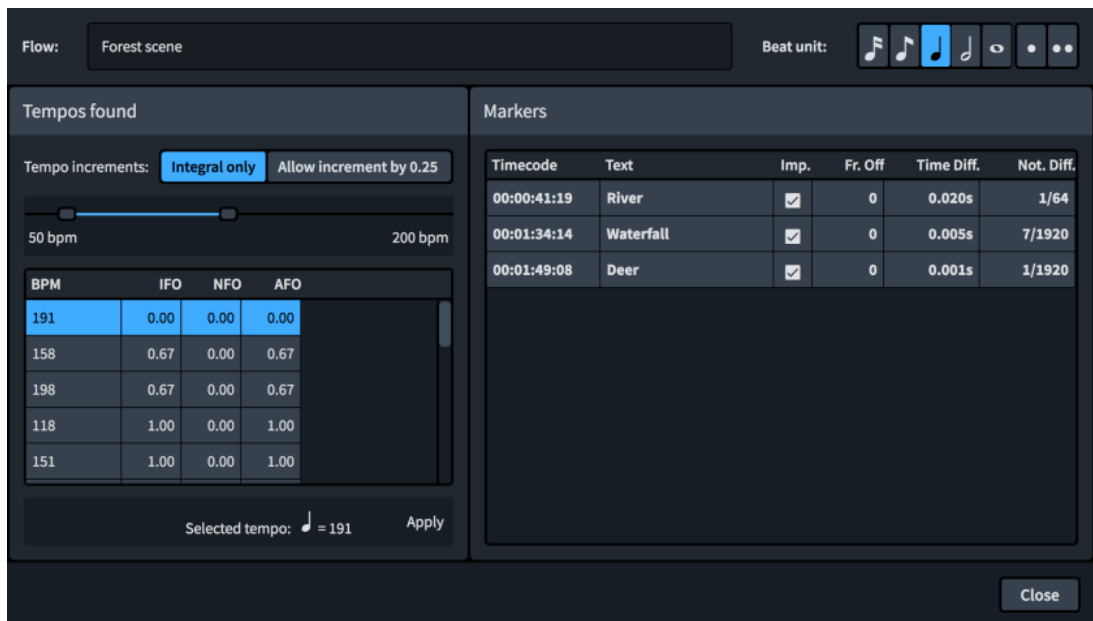 Flow: Forest scene Beat unit:
Tempos found
Tempo increments: Integral only Allow increment by 0.25
50 bpm 200 bpm
BPM IFO NFO AFO
191 0.00 0.00 0.00
158 0.67 0.00 0.67
198 0.67 0.00 0.67
118 1.00 0.00 1.00
151 1.00 0.00 1.00
Selected tempo: = 191 Apply
Markers
Timecode Text Imp. Fr. Off Time Diff. Not. Diff.
00:00:41:19 River 0 0.020s 1/64
00:01:34:14 Waterfall 0 0.005s 7/1920
00:01:49:08 Deer 0 0.001s 1/1920
Close